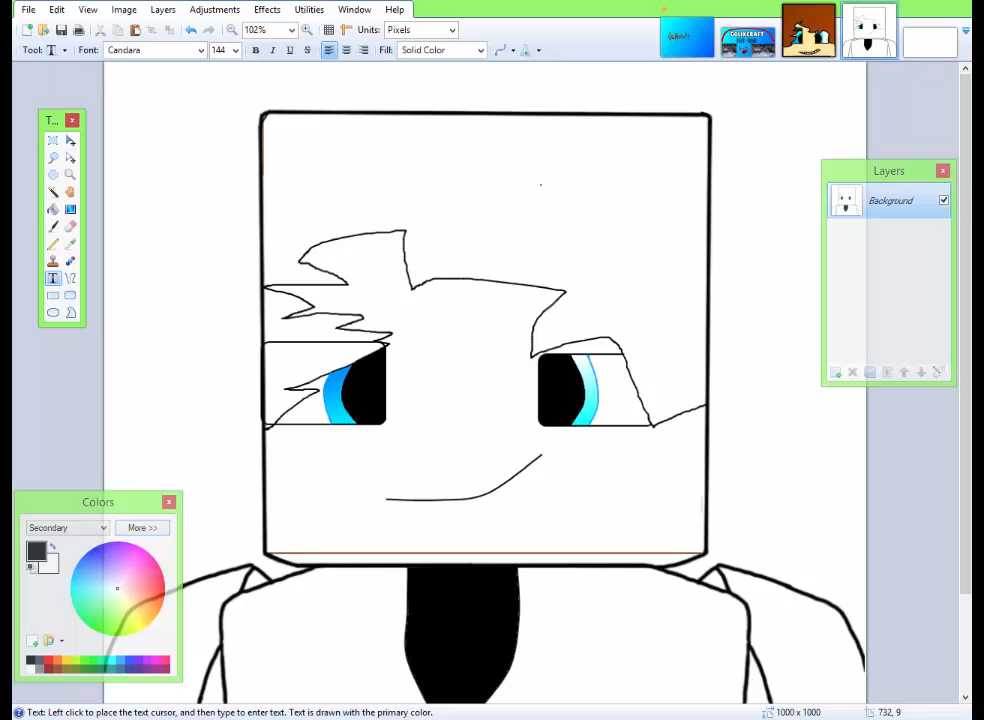 File Edit View Image Layers Adjustments Effects Utilities Window Help
102% Units: Pixels
Tool: T Font: Candara 144 B I U S Fill: Solid Color
GOLDKCRAFT
T...
Layers
Background
Colors
Secondary More >>
Text: Left click to place the text cursor, and then type to enter text. Text is drawn with the primary color. 1000 x 1000 732, 9